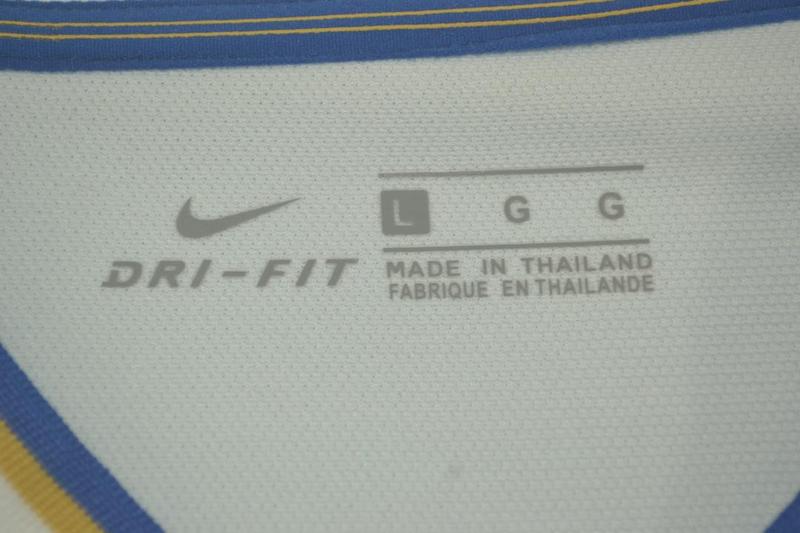 L G G
DRI-FIT
MADE IN THAILAND
FABRIQUE EN THAILANDE